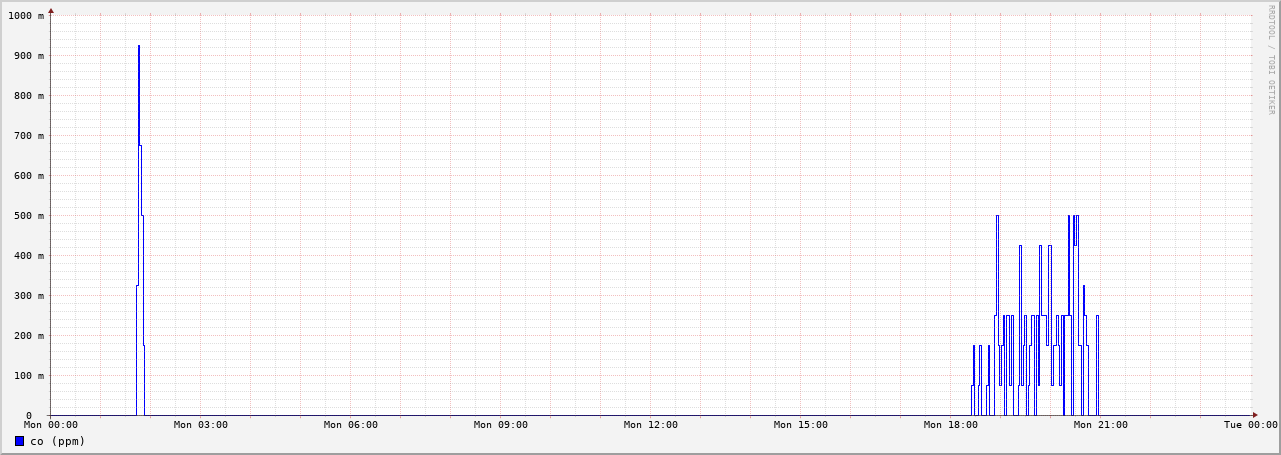 1000 m
900 m
800 m
700 m
600 m
500 m
400 m
300 m
200 m
100 m
0
Mon 00:00 Mon 03:00 Mon 06:00 Mon 09:00 Mon 12:00 Mon 15:00 Mon 18:00 Mon 21:00 Tue 00:00
co (ppm)
RRDTOOL / TOBI OETIKER